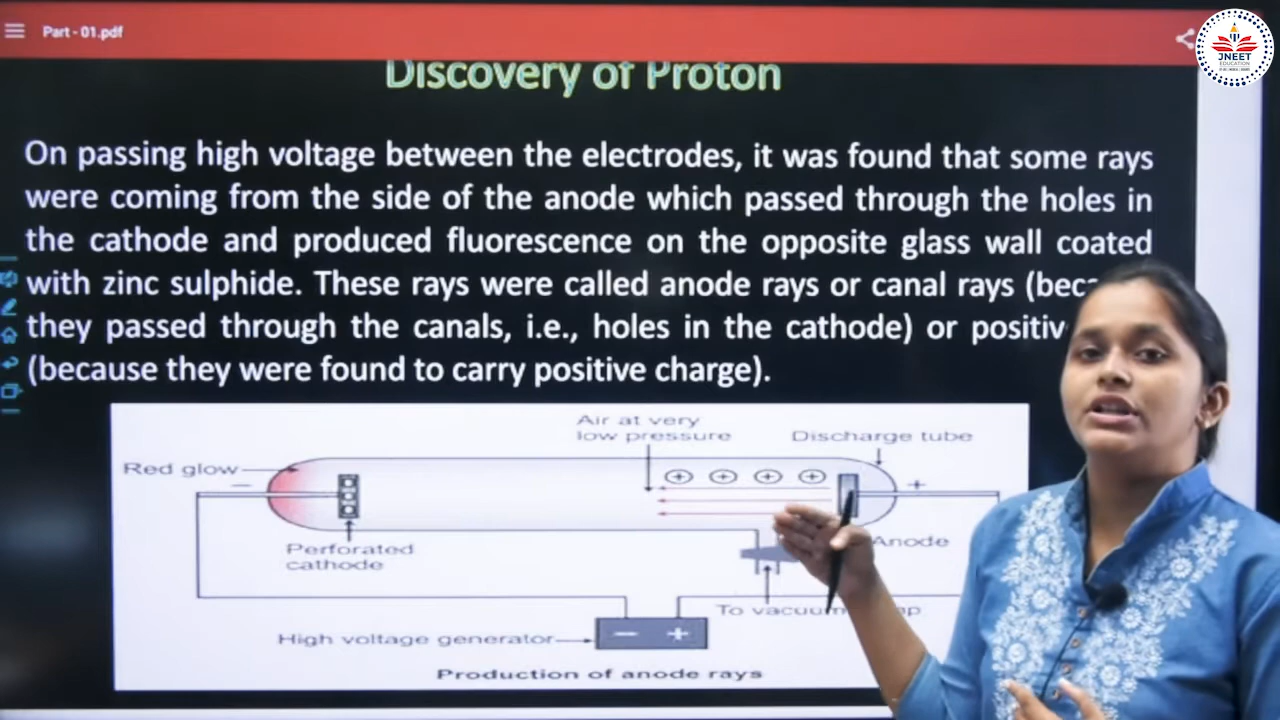 Part - 01.pdf
JNEET
EDUCATION
Discovery of Proton
On passing high voltage between the electrodes, it was found that some rays
were coming from the side of the anode which passed through the holes in
the cathode and produced fluorescence on the opposite glass wall coated
with zinc sulphide. These rays were called anode rays or canal rays
they passed through the canals, i.e., holes in the cathode) or
(because they were found to carry positive charge).
Air at very
low pressure
Discharge tube
Red glow
−
+
Perforated
cathode
Anode
To
High voltage generator
− +
Production of anode rays